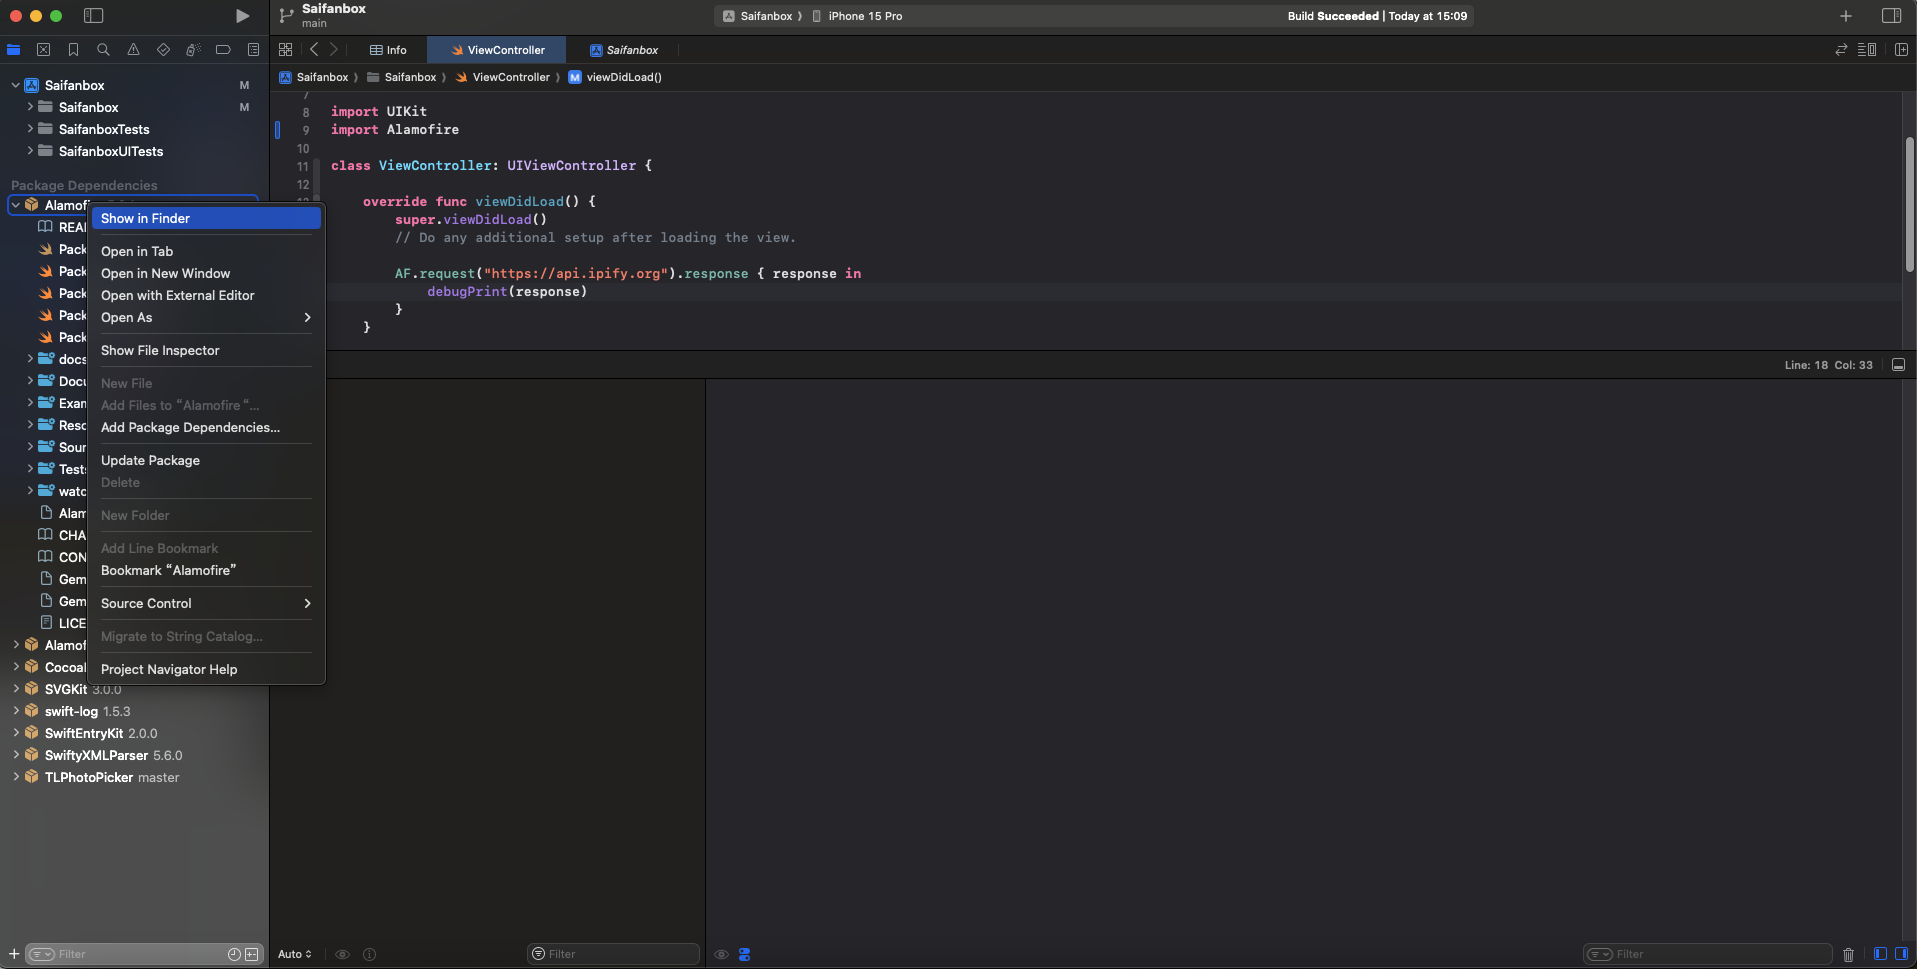 Saifanbox
main
Saifanbox
iPhone 15 Pro
Build Succeeded | Today at 15:09
Info
ViewController
Saifanbox
Saifanbox
Saifanbox
ViewController
M
viewDidLoad()
Saifanbox M
Saifanbox M
SaifanboxTests
SaifanboxUITests
Package Dependencies
Alamof
REA
Pack
Pack
Pack
Pack
Pack
docs
Docu
Exam
Reso
Sour
Tests
watc
Alam
CHA
CON
Gem
Gem
LICE
Alamof
Cocoal
SVGKit 3.0.0
swift-log 1.5.3
SwiftEntryKit 2.0.0
SwiftyXMLParser 5.6.0
TLPhotoPicker master
Filter
Show in Finder
Open in Tab
Open in New Window
Open with External Editor
Open As
Show File Inspector
New File
Add Files to “Alamofire “...
Add Package Dependencies...
Update Package
Delete
New Folder
Add Line Bookmark
Bookmark “Alamofire”
Source Control
Migrate to String Catalog...
Project Navigator Help
7
8 import UIKit
9 import Alamofire
10
11 class ViewController: UIViewController {
12
override func viewDidLoad() {
super.viewDidLoad()
// Do any additional setup after loading the view.
AF.request("https://api.ipify.org").response { response in
debugPrint(response)
}
}
Line: 18 Col: 33
Auto
Filter
Filter